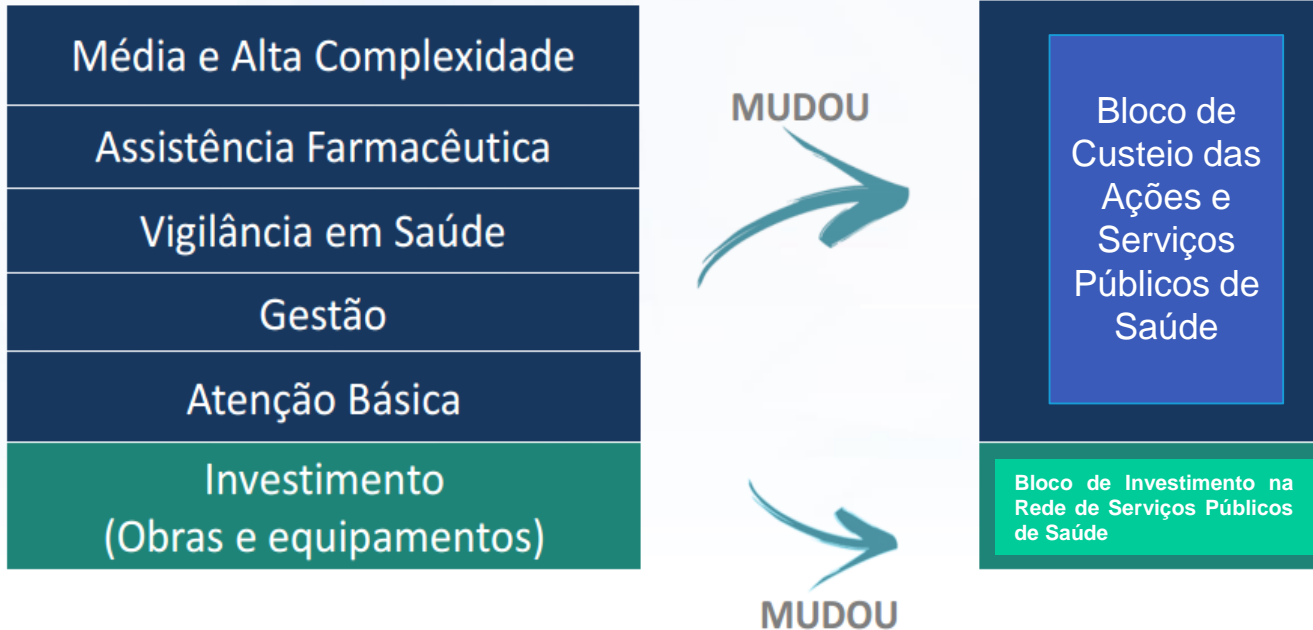 Média e Alta Complexidade
Assistência Farmacêutica
Vigilância em Saúde
Gestão
Atenção Básica
Investimento
(Obras e equipamentos)
MUDOU
MUDOU
Bloco de
Custeio das
Ações e
Serviços
Públicos de
Saúde
Bloco de Investimento na
Rede de Serviços Públicos
de Saúde